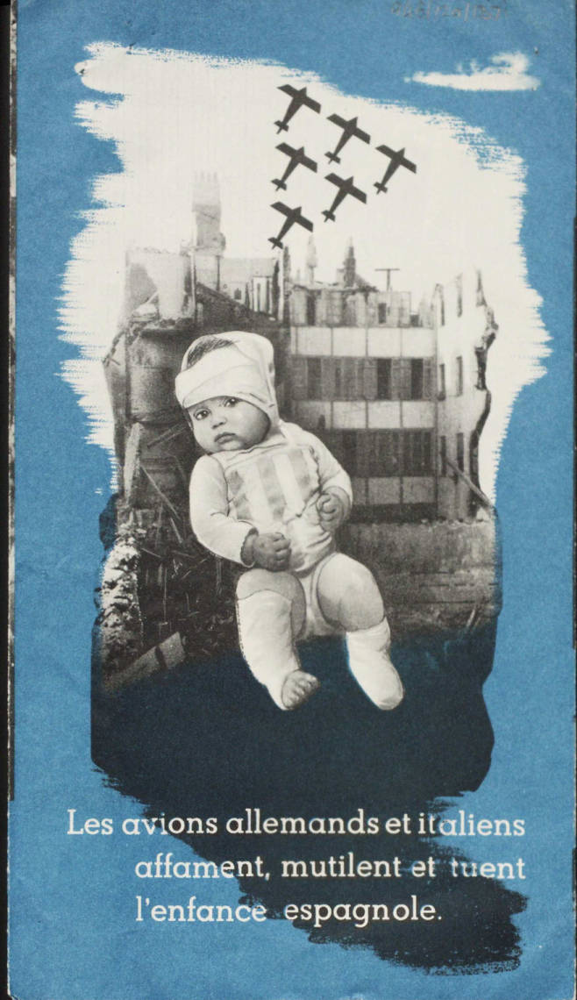 Les avions allemands et italiens
affament, mutilent et tuent
l'enfance espagnole.